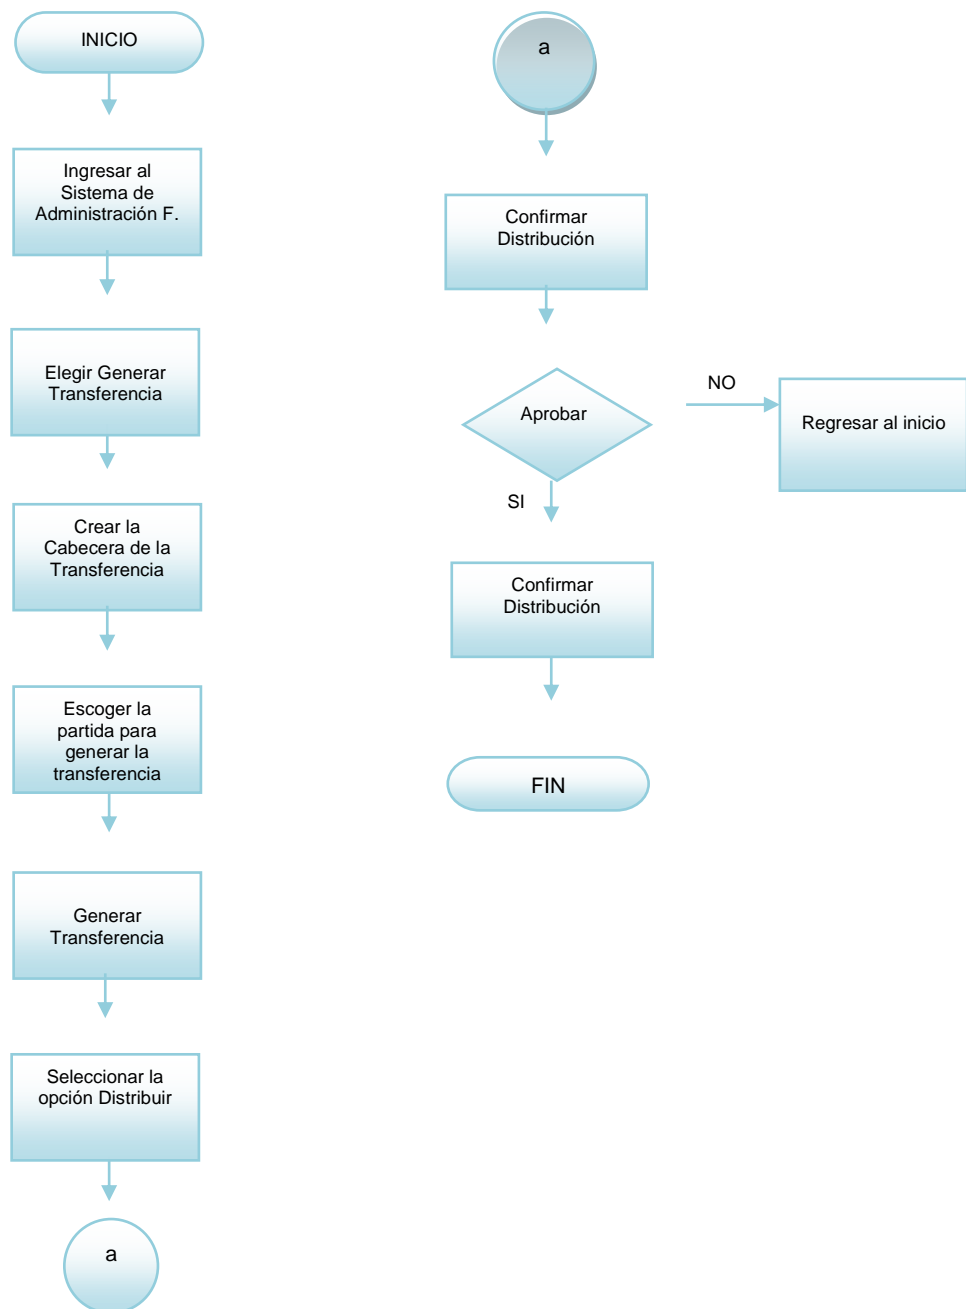 INICIO
Ingresar al
Sistema de
Administración F.
Elegir Generar
Transferencia
Crear la
Cabecera de la
Transferencia
Escoger la
partida para
generar la
transferencia
Generar
Transferencia
Seleccionar la
opción Distribuir
a
a
Confirmar
Distribución
Aprobar
NO
Regresar al inicio
SI
Confirmar
Distribución
FIN